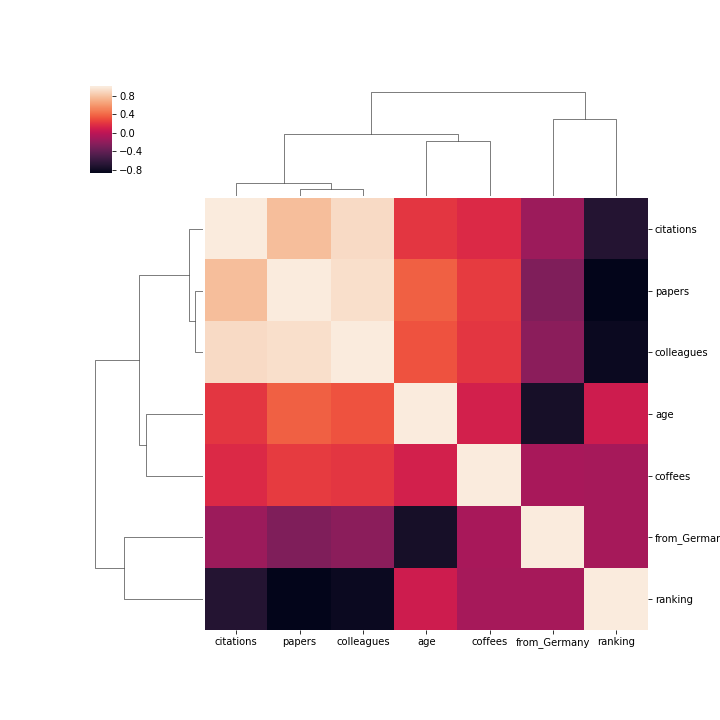 0.8
0.4
0.0
−0.4
−0.8
citations
papers
colleagues
age
coffees
from_German
ranking
citations papers colleagues age coffees from_Germany ranking